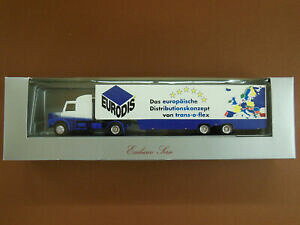 EURODIS
Das europäische
Distributionskonzept
von trans-o-flex
Exclusiv Serie